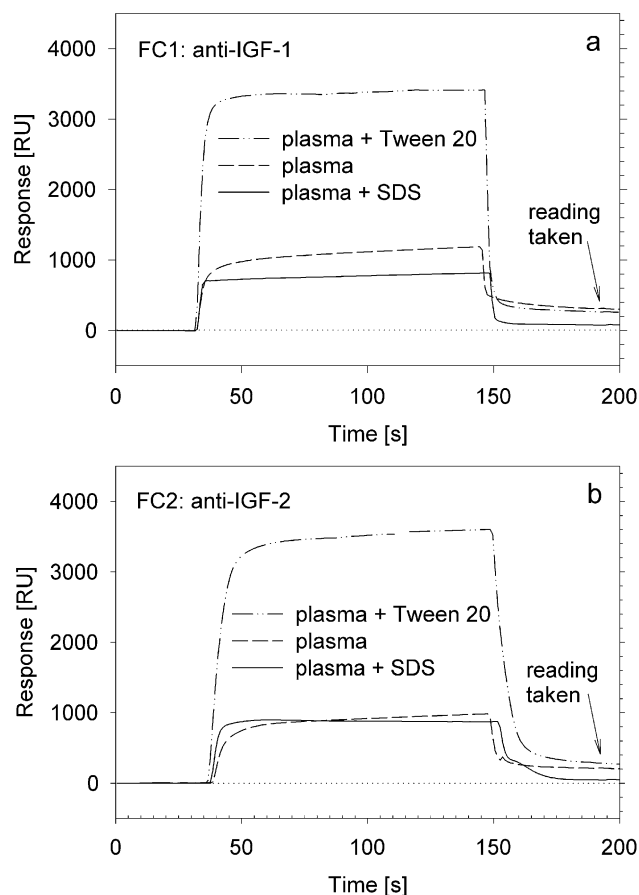 FC1: anti-IGF-1
a
4000
3000
2000
1000
0
Response [RU]
plasma + Tween 20
plasma
plasma + SDS
reading
taken
0 50 100 150 200
Time [s]
FC2: anti-IGF-2
b
4000
3000
2000
1000
0
Response [RU]
plasma + Tween 20
plasma
plasma + SDS
reading
taken
0 50 100 150 200
Time [s]